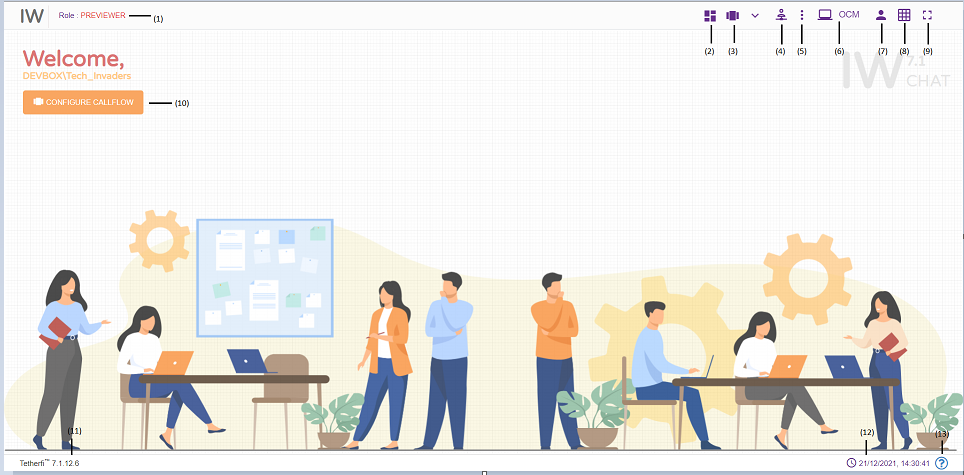 IW Role : PREVIEWER (1) OCM
(2) (3) (4) (5) (6) (7) (8) (9)
Welcome,
DEVBOX\Tech_Invaders
IW 7.1 CHAT
CONFIGURE CALLFLOW (10)
(11) (12) (13)
Tetherfi™ 7.1.12.6 21/12/2021, 14:30:41 ?